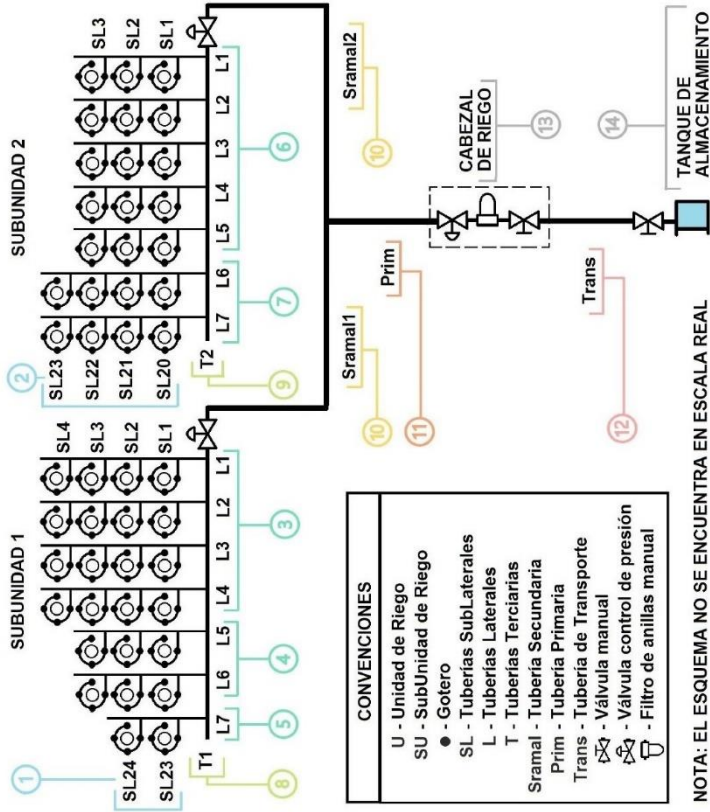 SUBUNIDAD 1
SL4
SL3
SL2
SL1
SL24
SL23
L7
L6
L5
L4
L3
L2
L1
T1
1
8
5
4
3
SUBUNIDAD 2
SL3
SL2
SL1
SL23
SL22
SL21
SL20
L7
L6
L5
L4
L3
L2
L1
T2
2
9
7
6
Sramal1
10
Sramal2
10
Prim
11
Trans
12
CABEZAL
DE RIEGO
13
TANQUE DE
ALMACENAMIENTO
14
CONVENCIONES
U - Unidad de Riego
SU - SubUnidad de Riego
- Gotero
SL - Tuberías SubLaterales
L - Tuberías Laterales
T - Tuberías Terciarias
Sramal - Tubería Secundaria
Prim - Tubería Primaria
Trans - Tubería de Transporte
- Válvula manual
- Válvula control de presión
- Filtro de anillas manual
NOTA: EL ESQUEMA NO SE ENCUENTRA EN ESCALA REAL